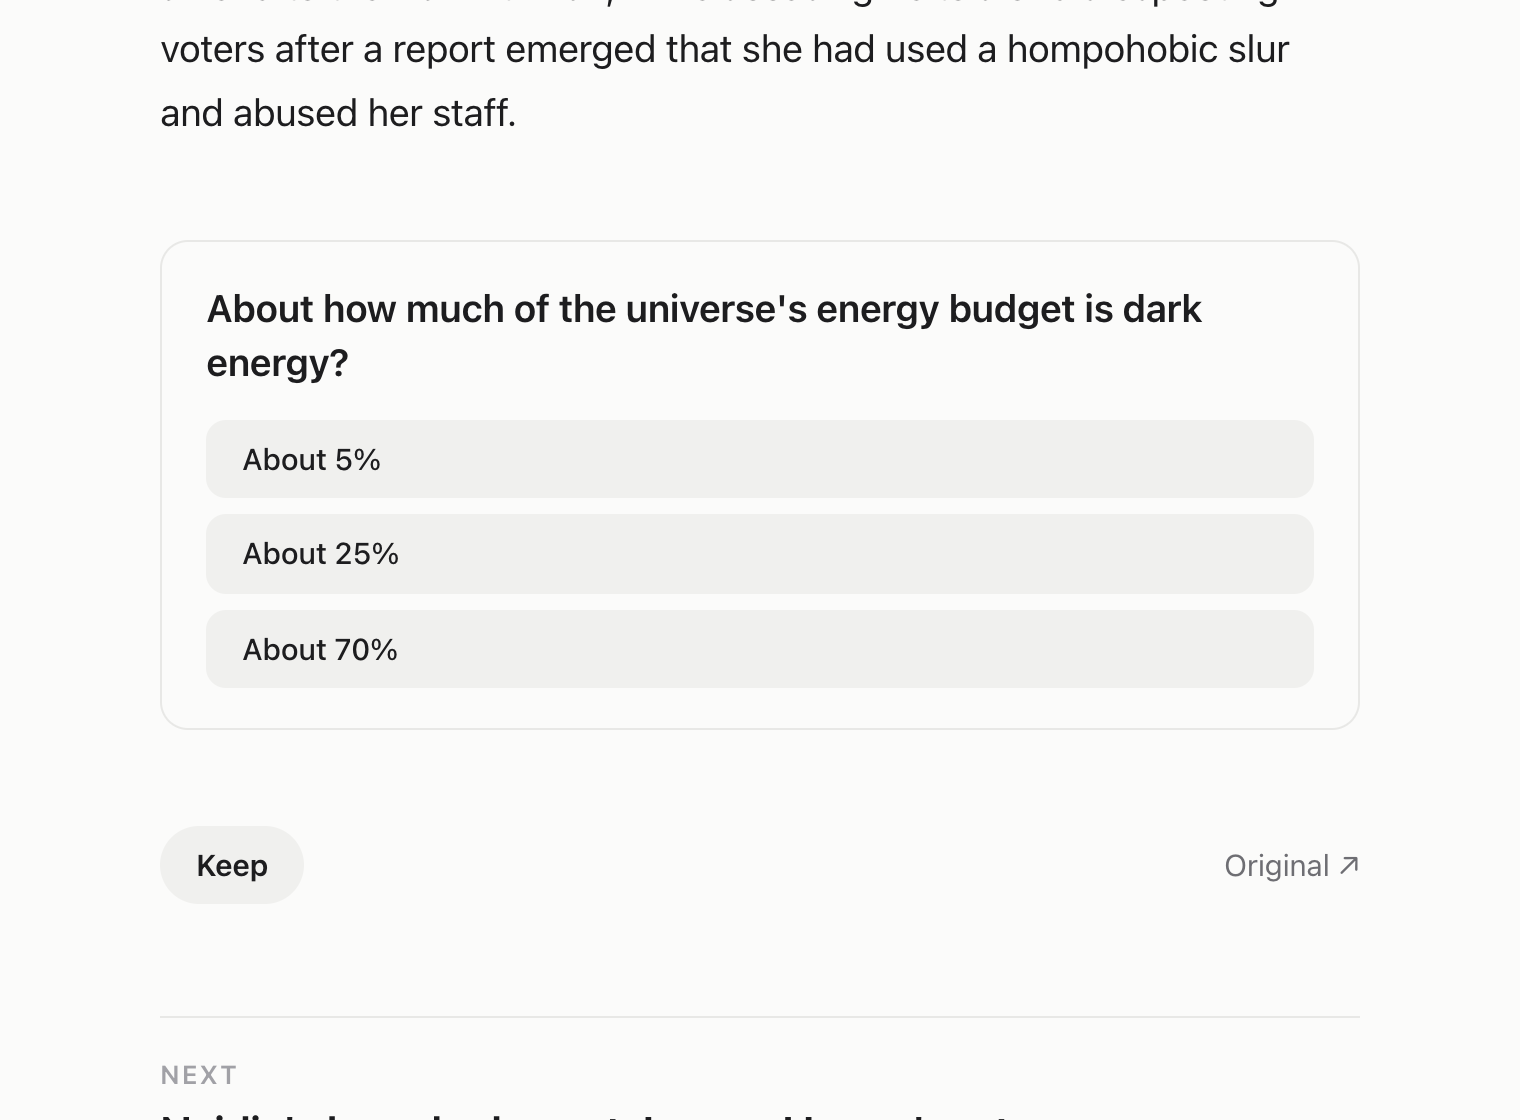 voters after a report emerged that she had used a hompohobic slur
and abused her staff.
About how much of the universe's energy budget is dark
energy?
About 5%
About 25%
About 70%
Keep
Original ↗
NEXT